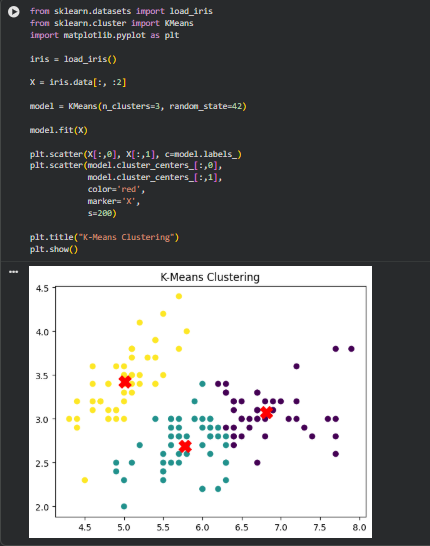 from sklearn.datasets import load_iris
from sklearn.cluster import KMeans
import matplotlib.pyplot as plt
iris = load_iris()
X = iris.data[:, :2]
model = KMeans(n_clusters=3, random_state=42)
model.fit(X)
plt.scatter(X[:,0], X[:,1], c=model.labels_)
plt.scatter(model.cluster_centers_[:,0],
model.cluster_centers_[:,1],
color='red',
marker='X',
s=200)
plt.title("K-Means Clustering")
plt.show()
K-Means Clustering
4.5
4.0
3.5
3.0
2.5
2.0
4.5 5.0 5.5 6.0 6.5 7.0 7.5 8.0